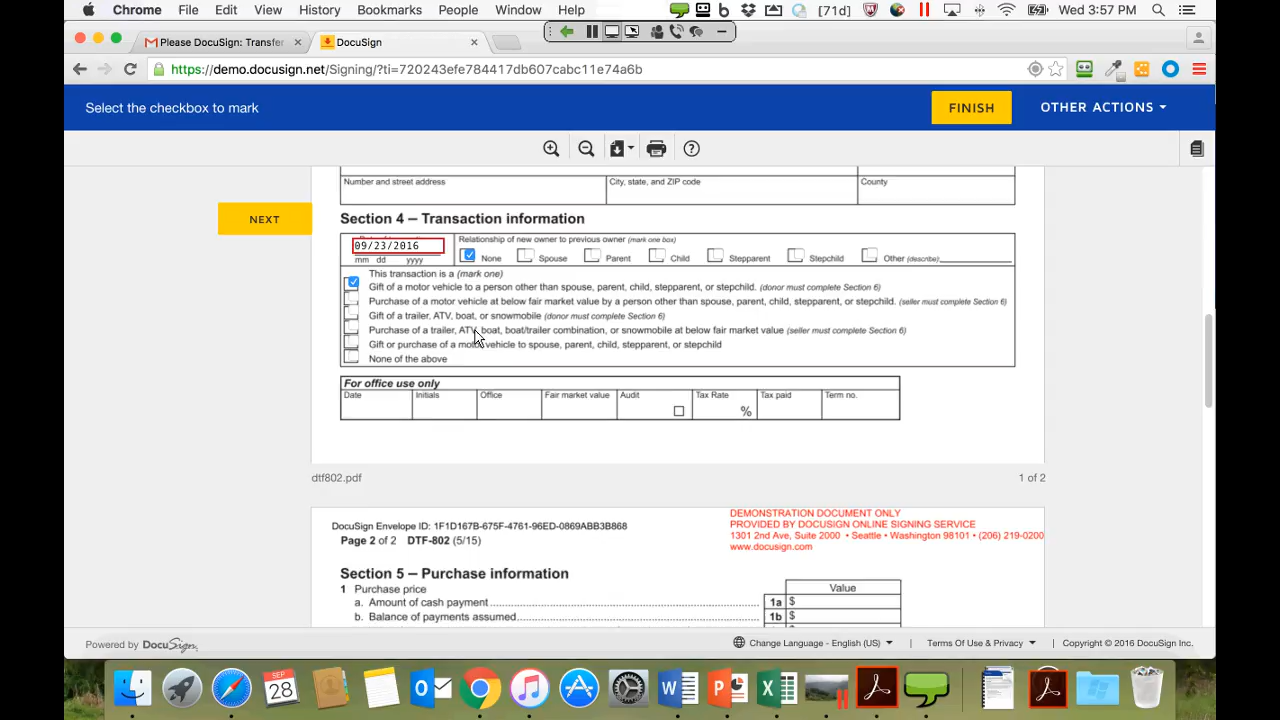 Chrome File Edit View History Bookmarks People Window Help [71d] Wed 3:57 PM
Please DocuSign: Transfer
DocuSign
https://demo.docusign.net/Signing/?ti=720243efe784417db607cabc11e74a6b
Select the checkbox to mark
FINISH
OTHER ACTIONS
Number and street address
City, state, and ZIP code
County
NEXT
Section 4 – Transaction information
09/23/2016
Relationship of new owner to previous owner (mark one box)
mm dd yyyy
None Spouse Parent Child Stepparent Stepchild Other (describe)
This transaction is a (mark one)
Gift of a motor vehicle to a person other than spouse, parent, child, stepparent, or stepchild. (donor must complete Section 6)
Purchase of a motor vehicle at below fair market value by a person other than spouse, parent, child, stepparent, or stepchild. (seller must complete Section 6)
Gift of a trailer, ATV, boat, or snowmobile (donor must complete Section 6)
Purchase of a trailer, ATV, boat, boat/trailer combination, or snowmobile at below fair market value (seller must complete Section 6)
Gift or purchase of a motor vehicle to spouse, parent, child, stepparent, or stepchild
None of the above
For office use only
Date Initials Office Fair market value Audit Tax Rate Tax paid Term no.
%
dtf802.pdf
1 of 2
DEMONSTRATION DOCUMENT ONLY
PROVIDED BY DOCUSIGN ONLINE SIGNING SERVICE
1301 2nd Ave, Suite 2000 • Seattle • Washington 98101 • (206) 219-0200
www.docusign.com
DocuSign Envelope ID: 1F1D167B-675F-4761-96ED-0869ABB3B868
Page 2 of 2 DTF-802 (5/15)
Section 5 – Purchase information
Value
1 Purchase price
a. Amount of cash payment 1a $
b. Balance of payments assumed 1b $
Powered by DocuSign
Change Language - English (US)
Terms Of Use & Privacy
Copyright © 2016 DocuSign Inc.
SEP
28